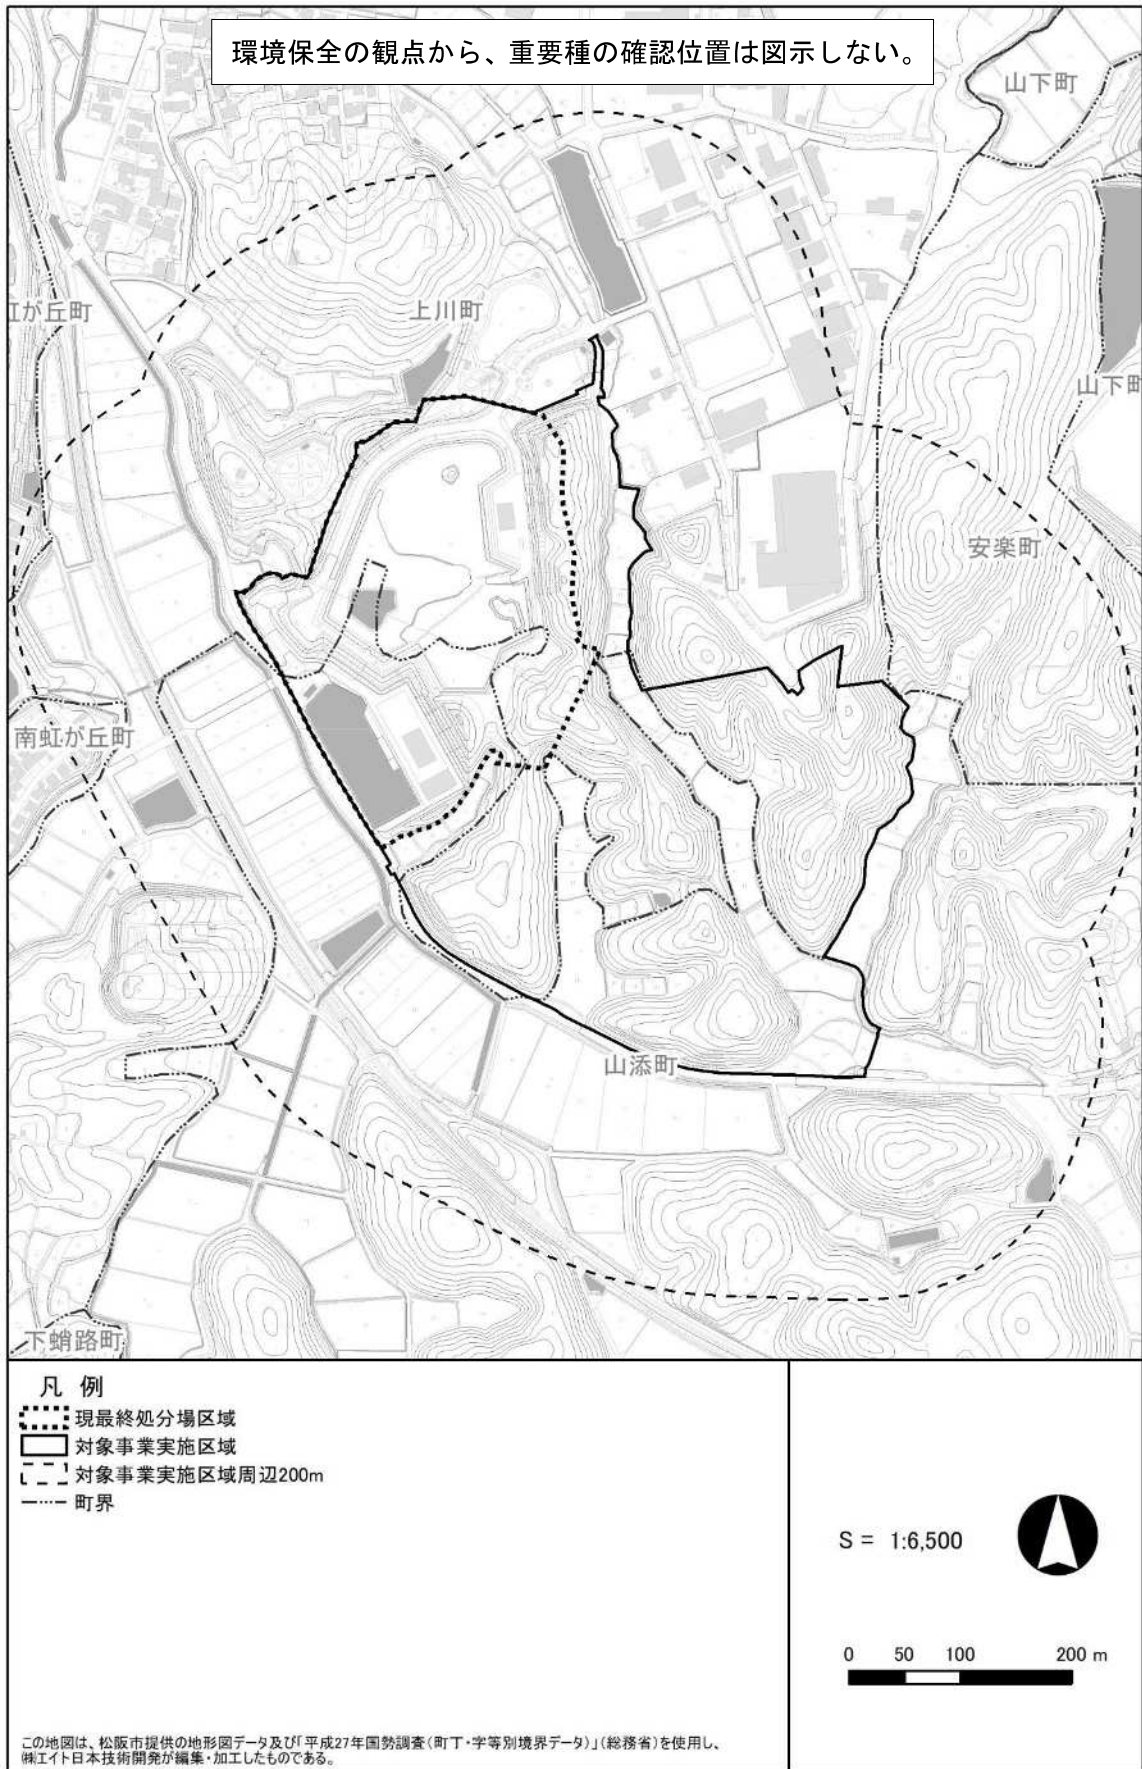 環境保全の観点から、重要種の確認位置は図示しない。
山下町
虹が丘町
上川町
山下町
安楽町
南虹が丘町
山添町
下蛸路町
凡 例
現最終処分場区域
対象事業実施区域
対象事業実施区域周辺200m
町界
S = 1:6,500
0 50 100 200 m
この地図は、松阪市提供の地形図データ及び「平成27年国勢調査(町丁・字等別境界データ)」(総務省)を使用し、
㈱エイト日本技術開発が編集・加工したものである。